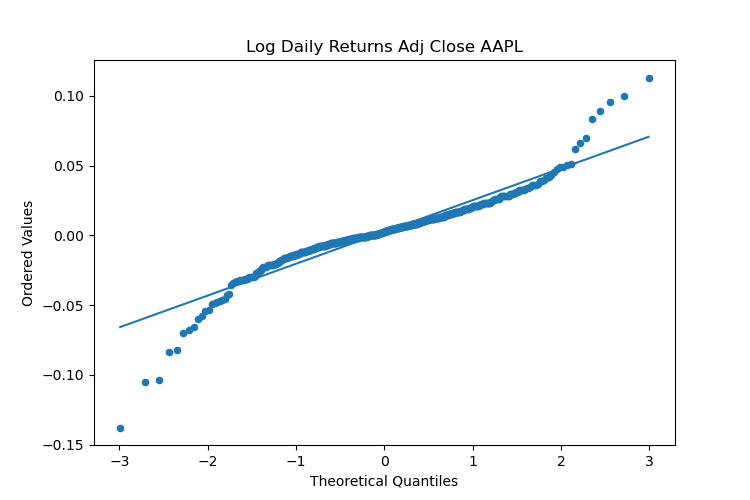 Log Daily Returns Adj Close AAPL
0.10
0.05
0.00
−0.05
−0.10
−0.15
Ordered Values
−3 −2 −1 0 1 2 3
Theoretical Quantiles